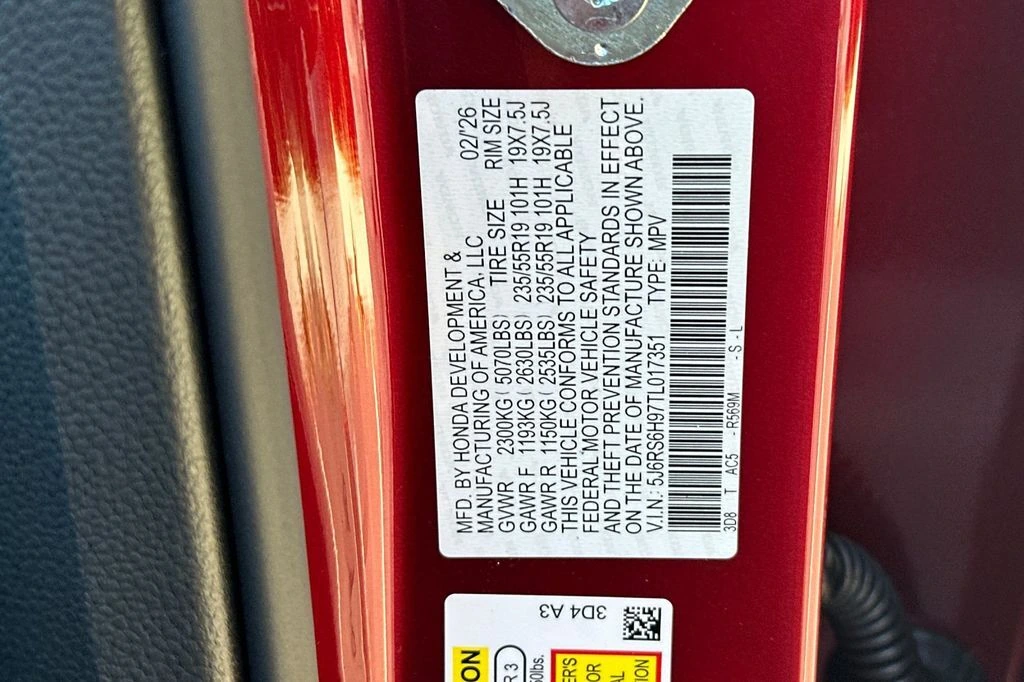 MFD. BY HONDA DEVELOPMENT &
MANUFACTURING OF AMERICA, LLC 02/'26
GVWR 2300KG ( 5070LBS) TIRE SIZE RIM SIZE
GAWR F 1193KG ( 2630LBS) 235/55R19 101H 19X7.5J
GAWR R 1150KG ( 2535LBS) 235/55R19 101H 19X7.5J
THIS VEHICLE CONFORMS TO ALL APPLICABLE
FEDERAL MOTOR VEHICLE SAFETY
AND THEFT PREVENTION STANDARDS IN EFFECT
ON THE DATE OF MANUFACTURE SHOWN ABOVE.
V.I.N.: 5J6RS6H97TL017351 TYPE: MPV
3D8 T AC5 - R569M - S - L
3D4 A3